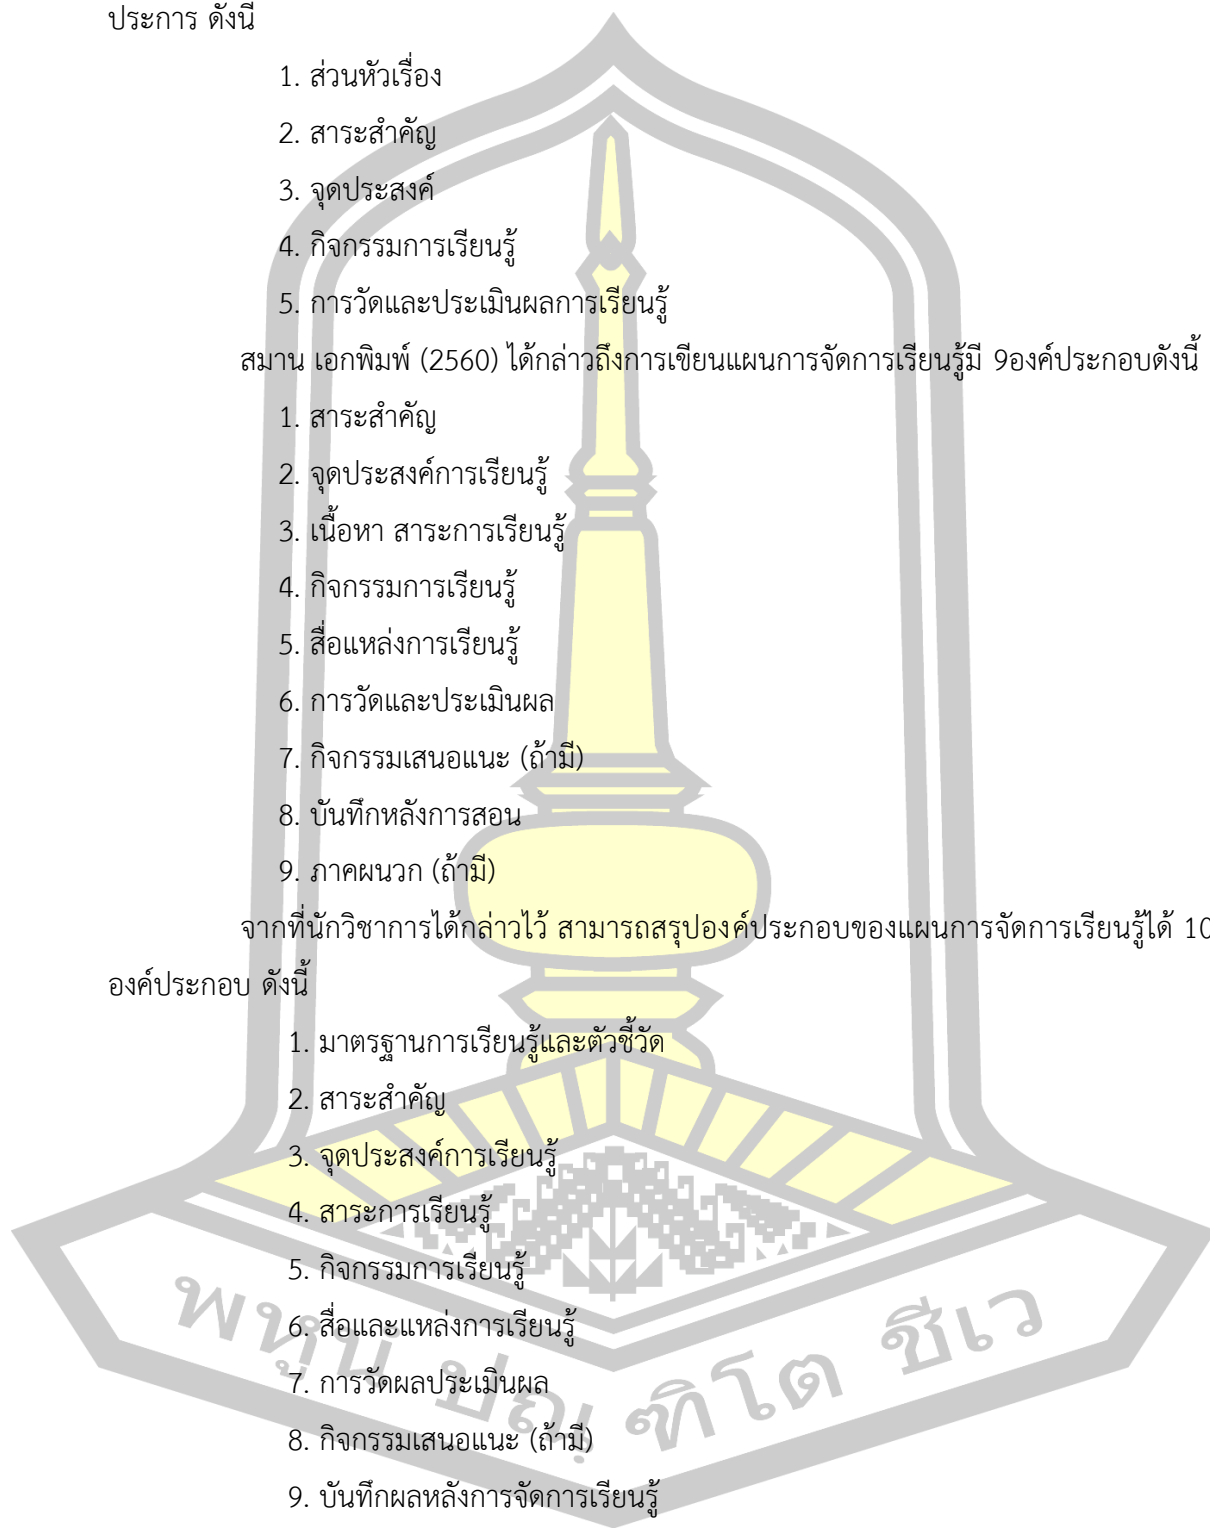 ประการ ดังนี้
1. ส่วนหัวเรื่อง
2. สาระสำคัญ
3. จุดประสงค์
4. กิจกรรมการเรียนรู้
5. การวัดและประเมินผลการเรียนรู้
สมาน เอกพิมพ์ (2560) ได้กล่าวถึงการเขียนแผนการจัดการเรียนรู้มี 9องค์ประกอบดังนี้
1. สาระสำคัญ
2. จุดประสงค์การเรียนรู้
3. เนื้อหา สาระการเรียนรู้
4. กิจกรรมการเรียนรู้
5. สื่อแหล่งการเรียนรู้
6. การวัดและประเมินผล
7. กิจกรรมเสนอแนะ (ถ้ามี)
8. บันทึกหลังการสอน
9. ภาคผนวก (ถ้ามี)
จากที่นักวิชาการได้กล่าวไว้ สามารถสรุปองค์ประกอบของแผนการจัดการเรียนรู้ได้ 10
องค์ประกอบ ดังนี้
1. มาตรฐานการเรียนรู้และตัวชี้วัด
2. สาระสำคัญ
3. จุดประสงค์การเรียนรู้
4. สาระการเรียนรู้
5. กิจกรรมการเรียนรู้
6. สื่อและแหล่งการเรียนรู้
7. การวัดผลประเมินผล
8. กิจกรรมเสนอแนะ (ถ้ามี)
9. บันทึกผลหลังการจัดการเรียนรู้
พหูนํ ปญฺฑิโต ชีเว